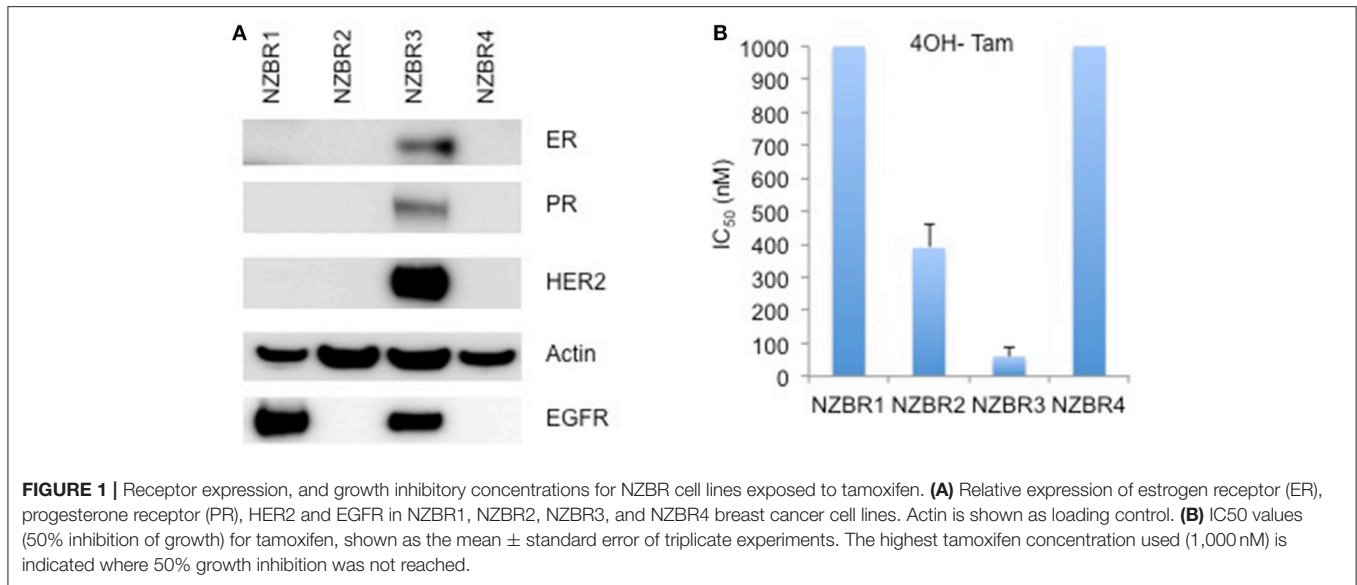 A
NZBR1
NZBR2
NZBR3
NZBR4
ER
PR
HER2
Actin
EGFR
B
4OH- Tam
IC50 (nM)
1000
900
800
700
600
500
400
300
200
100
0
NZBR1 NZBR2 NZBR3 NZBR4
FIGURE 1 | Receptor expression, and growth inhibitory concentrations for NZBR cell lines exposed to tamoxifen. (A) Relative expression of estrogen receptor (ER),
progesterone receptor (PR), HER2 and EGFR in NZBR1, NZBR2, NZBR3, and NZBR4 breast cancer cell lines. Actin is shown as loading control. (B) IC50 values
(50% inhibition of growth) for tamoxifen, shown as the mean ± standard error of triplicate experiments. The highest tamoxifen concentration used (1,000 nM) is
indicated where 50% growth inhibition was not reached.